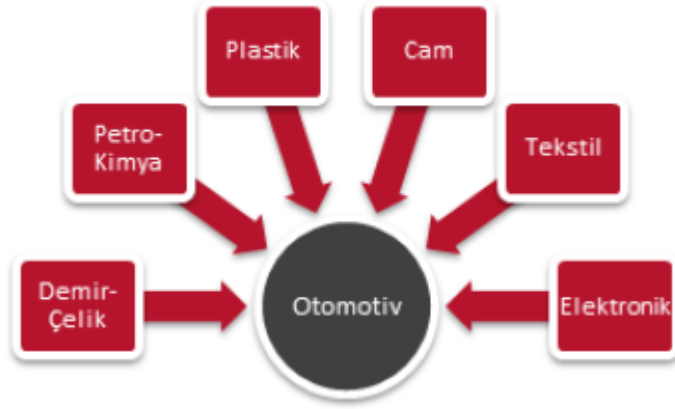 Plastik
Cam
Petro-
Kimya
Tekstil
Demir-
Çelik
Otomotiv
Elektronik